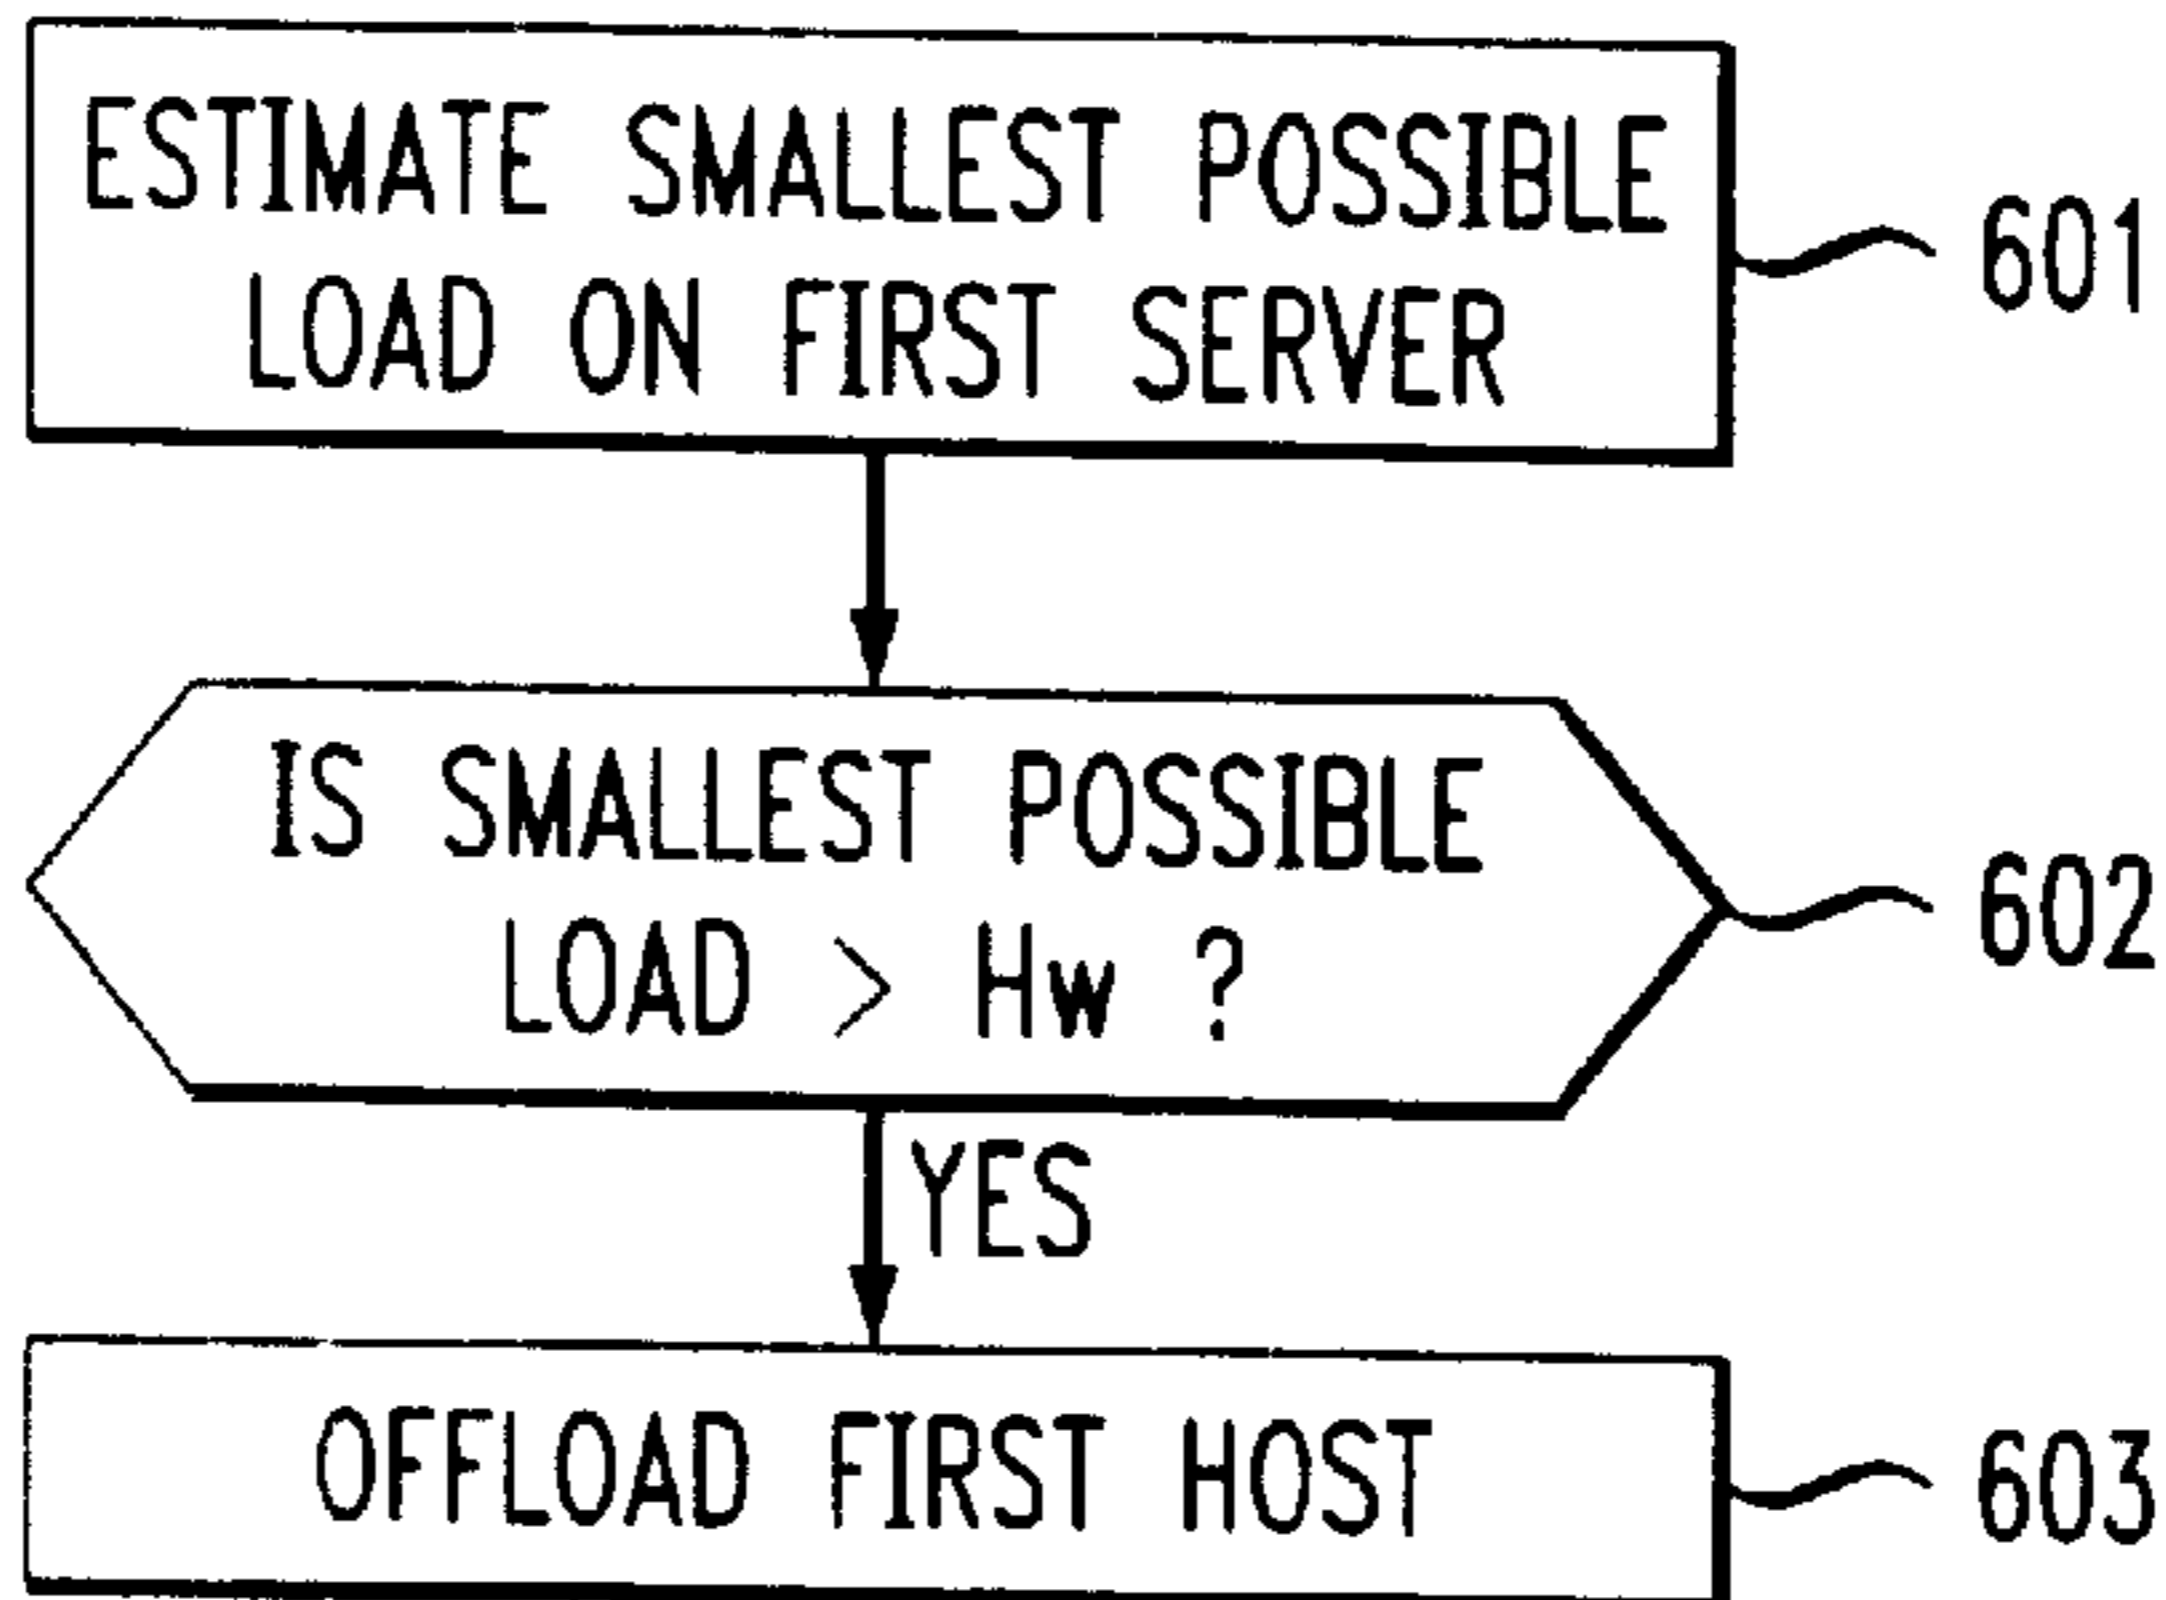 ESTIMATE SMALLEST POSSIBLE
LOAD ON FIRST SERVER
601
IS SMALLEST POSSIBLE
LOAD > Hw ?
602
YES
OFFLOAD FIRST HOST
603